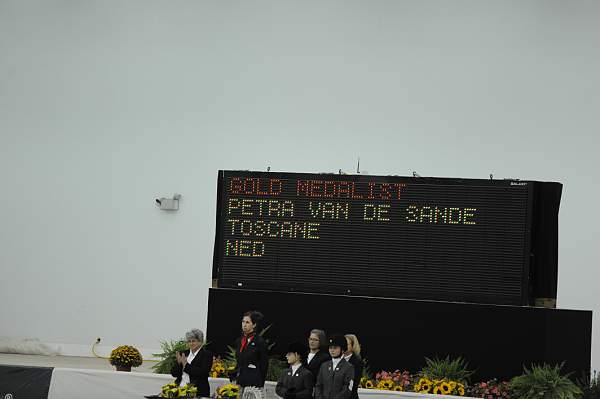 GOLD MEDALIST
PETRA VAN DE SANDE
TOSCANE
NED